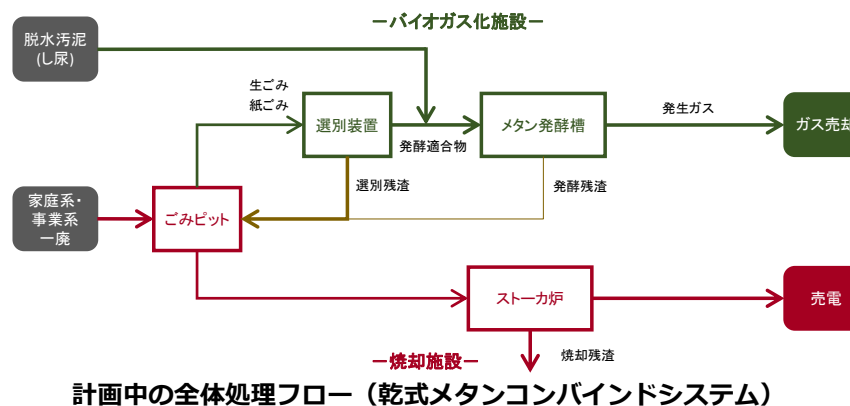 －バイオガス化施設－
脱水汚泥
(し尿)
生ごみ
紙ごみ
選別装置
発酵適合物
メタン発酵槽
発生ガス
ガス売却
選別残渣
発酵残渣
家庭系・
事業系
一廃
ごみピット
ストーカ炉
売電
－焼却施設－
焼却残渣
計画中の全体処理フロー（乾式メタンコンバインドシステム）